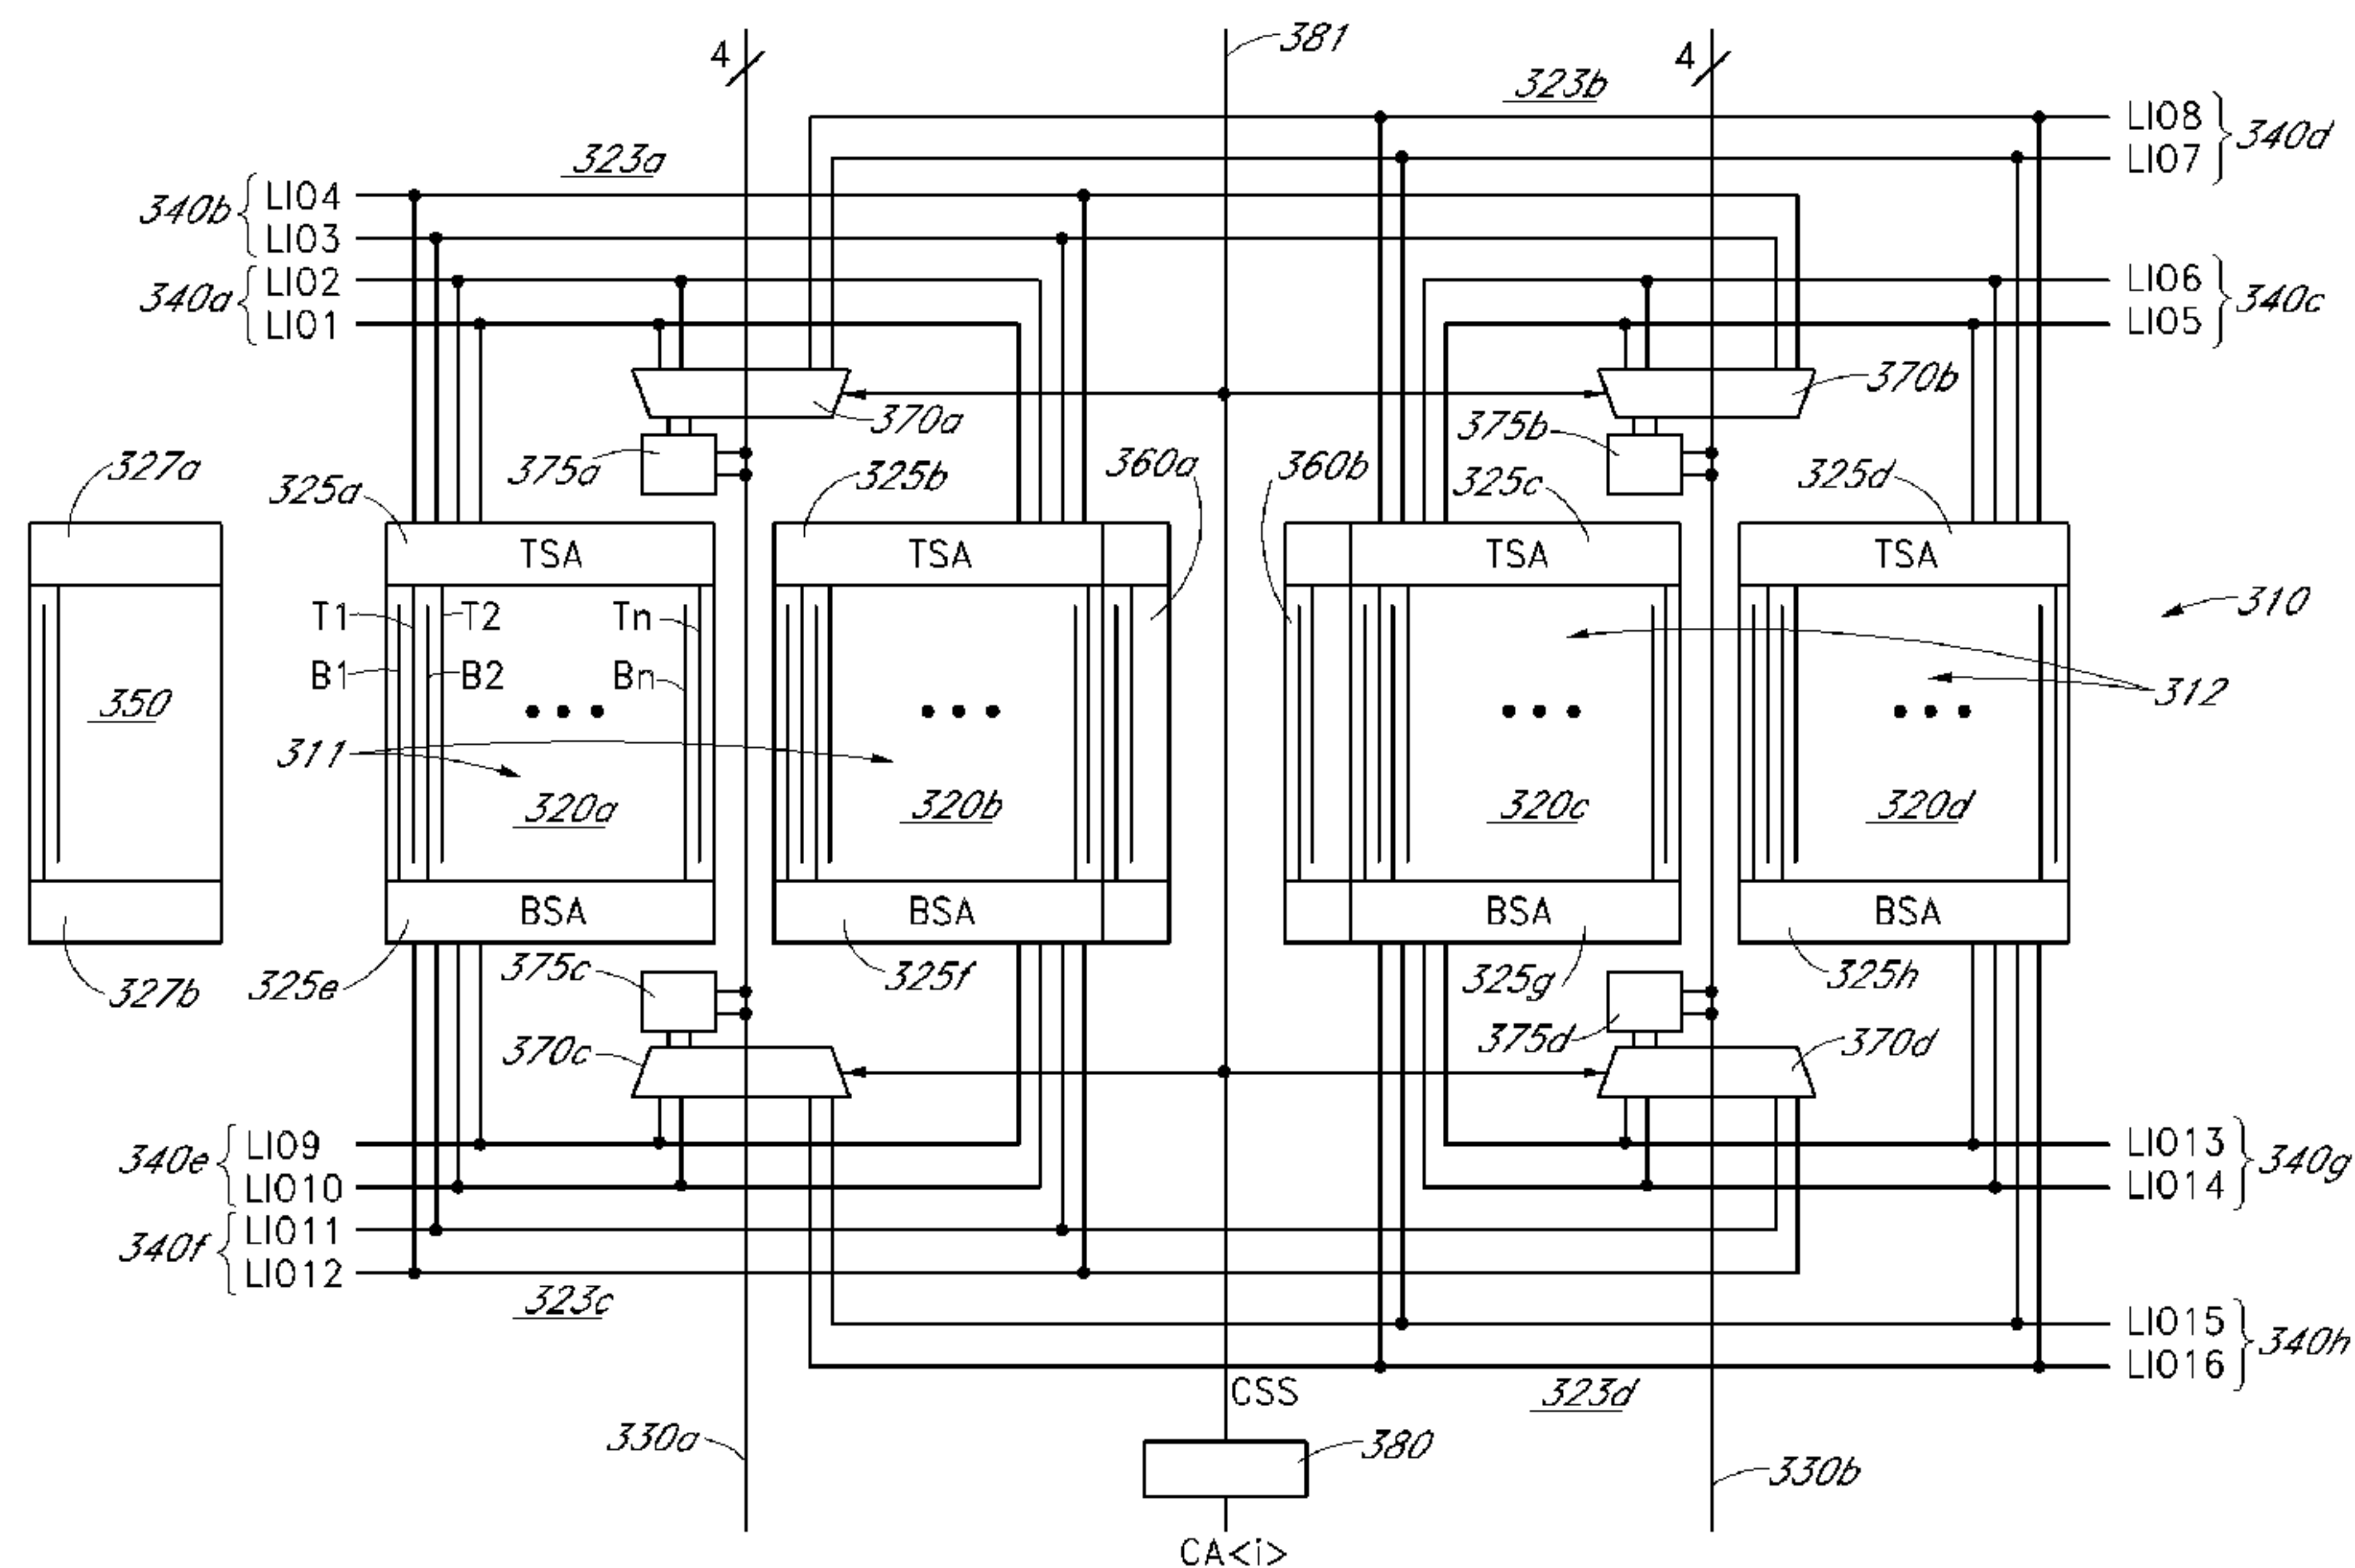 4
381
4
323b
LIO8
340d
LIO7
323a
340b
LIO4
LIO3
340a
LIO2
LIO1
LIO6
340c
LIO5
370a
370b
327a
325a
375a
325b
360a
360b
375b
325c
325d
TSA
TSA
TSA
TSA
310
T1
T2
Tn
B1
B2
Bn
350
312
311
320a
320b
320c
320d
BSA
BSA
BSA
BSA
327b
325e
375c
325f
325g
325h
370c
375d
370d
340e
LIO9
LIO10
340f
LIO11
LIO12
LIO13
340g
LIO14
323c
LIO15
340h
LIO16
CSS
323d
330a
380
330b
CA<i>